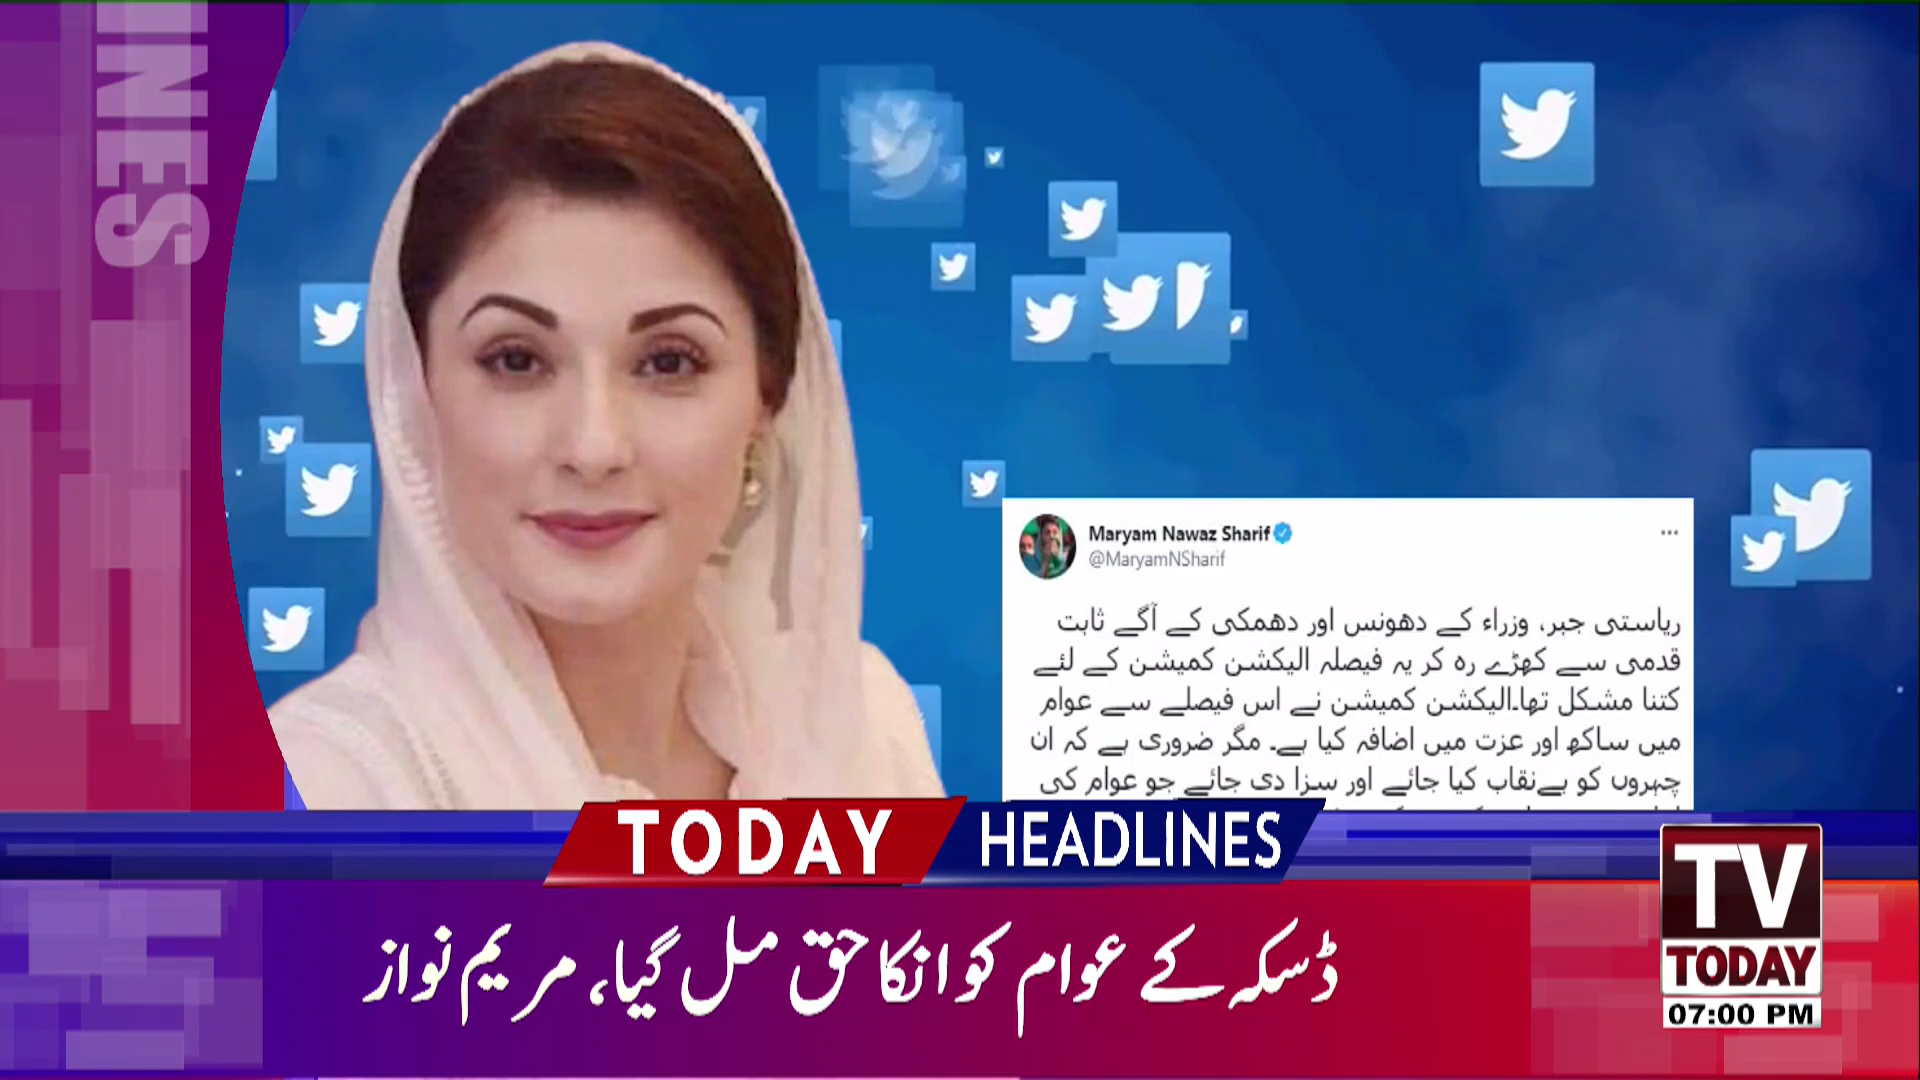 INES
Maryam Nawaz Sharif
@MaryamNSharif
ریاستی جبر، وزراء کے دھونس اور دھمکی کے آگے ثابت
قدمی سے کھڑے رہ کر یہ فیصلہ الیکشن کمیشن کے لئے
کتنا مشکل تھا۔الیکشن کمیشن نے اس فیصلے سے عوام
میں ساکھ اور عزت میں اضافہ کیا ہے۔ مگر ضروری ہے کہ ان
چہروں کو بےنقاب کیا جائے اور سزا دی جائے جو عوام کی
TODAY HEADLINES
ڈسکہ کے عوام کو انکا حق مل گیا، مریم نواز
TV
TODAY
07:00 PM